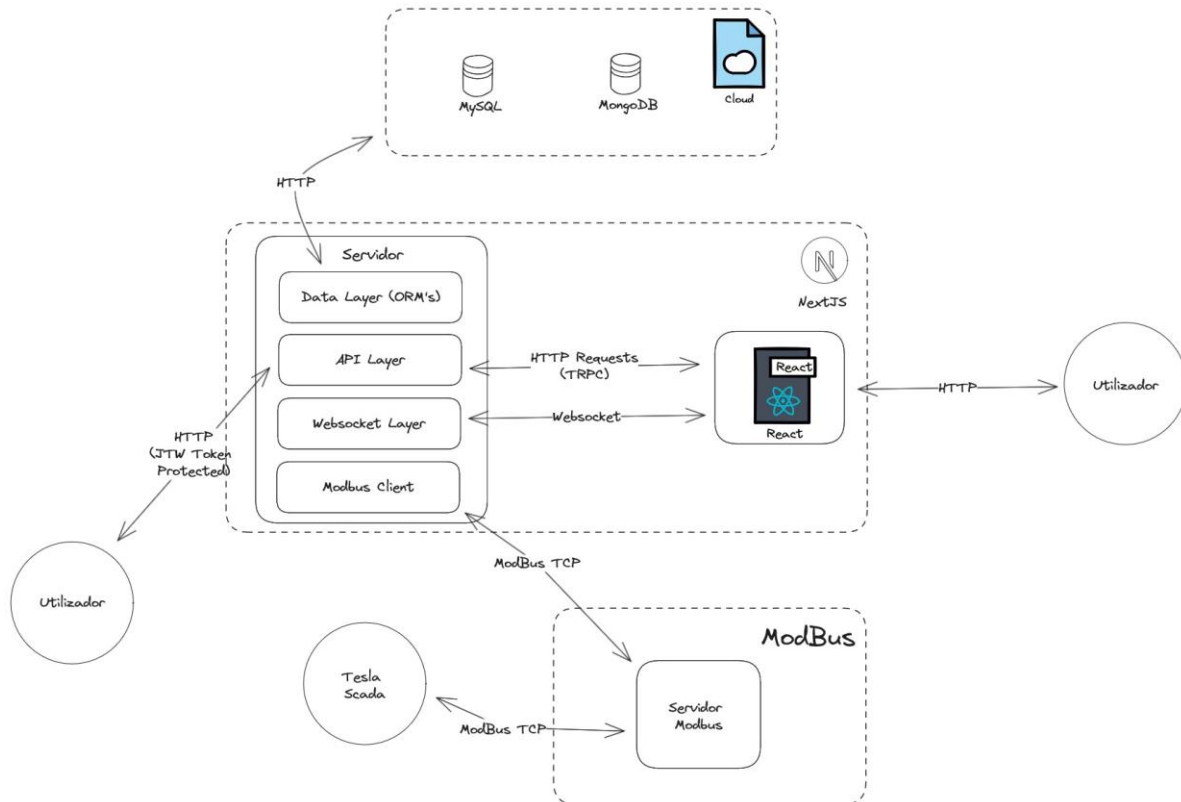 MySQL
MongoDB
Cloud
HTTP
Servidor
NextJS
Data Layer (ORM's)
API Layer
HTTP Requests
(TRPC)
React
React
HTTP
Utilizador
Websocket Layer
Websocket
HTTP
(JTW Token
Protected)
Modbus Client
ModBus TCP
Utilizador
ModBus
Tesla
Scada
Servidor
Modbus
ModBus TCP